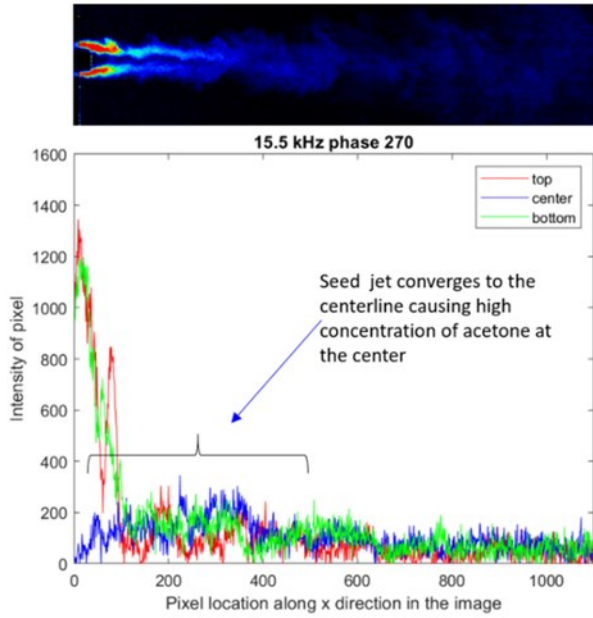 15.5 kHz phase 270
1600
1400
1200
1000
800
600
400
200
0
Intensity of pixel
top
center
bottom
Seed jet converges to the
centerline causing high
concentration of acetone at
the center
0
200
400
600
800
1000
Pixel location along x direction in the image